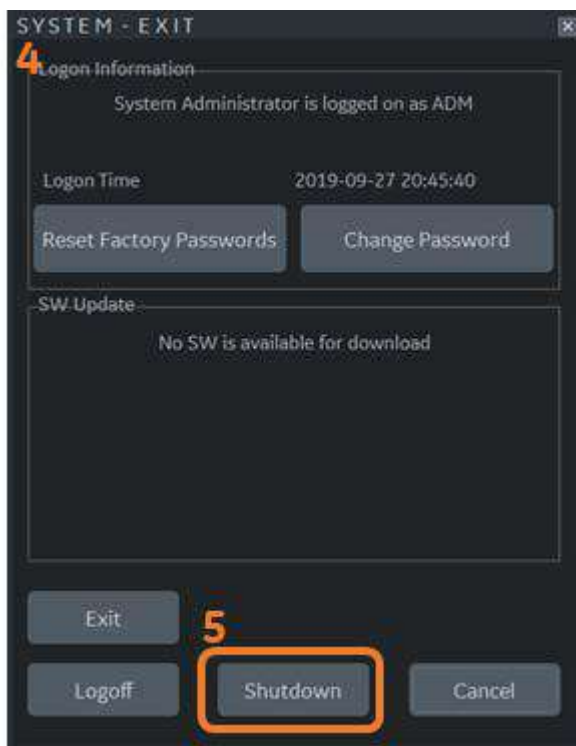 SYSTEM - EXIT
4
Logon Information
System Administrator is logged on as ADM
Logon Time 2019-09-27 20:45:40
Reset Factory Passwords Change Password
SW Update
No SW is available for download
Exit
5
Logoff Shutdown Cancel